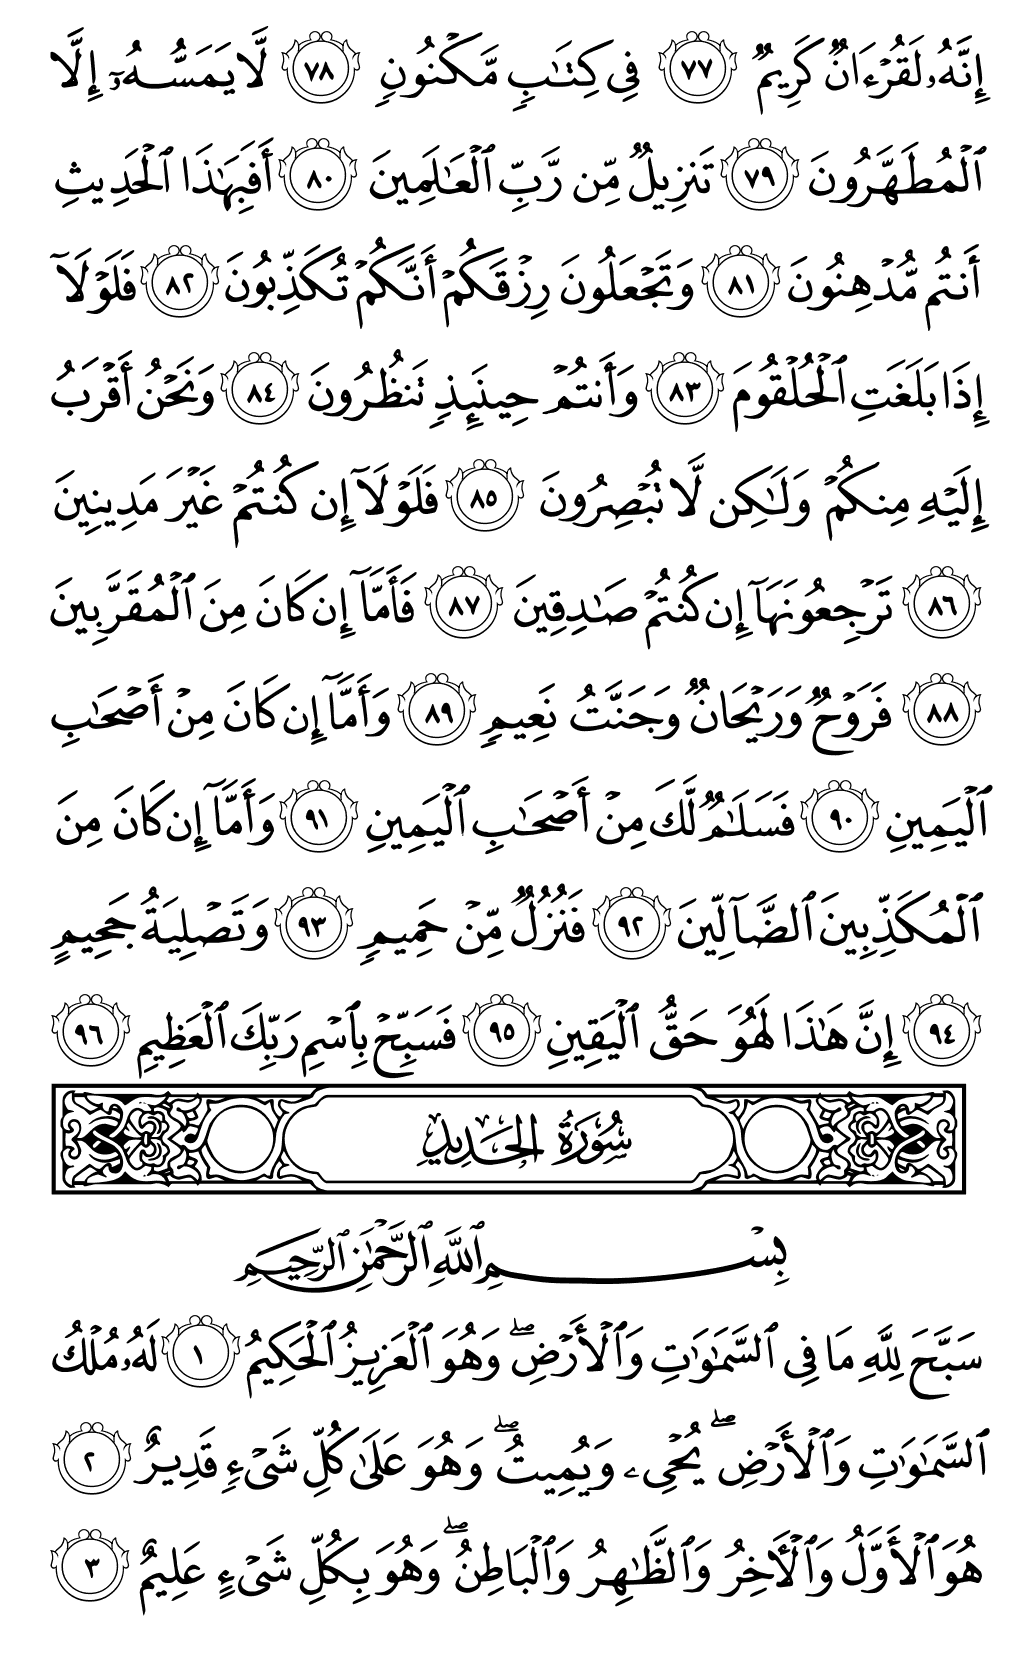 إِنَّهُۥ لَقُرْءَانٌ كَرِيمٌ ٧٧ فِى كِتَٰبٍ مَّكْنُونٍ ٧٨ لَّا يَمَسُّهُۥٓ إِلَّا
ٱلْمُطَهَّرُونَ ٧٩ تَنزِيلٌ مِّن رَّبِّ ٱلْعَٰلَمِينَ ٨٠ أَفَبِهَٰذَا ٱلْحَدِيثِ
أَنتُم مُّدْهِنُونَ ٨١ وَتَجْعَلُونَ رِزْقَكُمْ أَنَّكُمْ تُكَذِّبُونَ ٨٢ فَلَوْلَآ
إِذَا بَلَغَتِ ٱلْحُلْقُومَ ٨٣ وَأَنتُمْ حِينَئِذٍ تَنظُرُونَ ٨٤ وَنَحْنُ أَقْرَبُ
إِلَيْهِ مِنكُمْ وَلَٰكِن لَّا تُبْصِرُونَ ٨٥ فَلَوْلَآ إِن كُنتُمْ غَيْرَ مَدِينِينَ
٨٦ تَرْجِعُونَهَآ إِن كُنتُمْ صَٰدِقِينَ ٨٧ فَأَمَّآ إِن كَانَ مِنَ ٱلْمُقَرَّبِينَ
٨٨ فَرَوْحٌ وَرَيْحَانٌ وَجَنَّتُ نَعِيمٍ ٨٩ وَأَمَّآ إِن كَانَ مِنْ أَصْحَٰبِ
ٱلْيَمِينِ ٩٠ فَسَلَٰمٌ لَّكَ مِنْ أَصْحَٰبِ ٱلْيَمِينِ ٩١ وَأَمَّآ إِن كَانَ مِنَ
ٱلْمُكَذِّبِينَ ٱلضَّآلِّينَ ٩٢ فَنُزُلٌ مِّنْ حَمِيمٍ ٩٣ وَتَصْلِيَةُ جَحِيمٍ
٩٤ إِنَّ هَٰذَا لَهُوَ حَقُّ ٱلْيَقِينِ ٩٥ فَسَبِّحْ بِٱسْمِ رَبِّكَ ٱلْعَظِيمِ ٩٦
سُورَةُ الحَدِيدِ
بِسْمِ ٱللَّهِ ٱلرَّحْمَٰنِ ٱلرَّحِيمِ
سَبَّحَ لِلَّهِ مَا فِى ٱلسَّمَٰوَٰتِ وَٱلْأَرْضِ ۖ وَهُوَ ٱلْعَزِيزُ ٱلْحَكِيمُ ١ لَهُۥ مُلْكُ
ٱلسَّمَٰوَٰتِ وَٱلْأَرْضِ ۖ يُحْىِۦ وَيُمِيتُ ۖ وَهُوَ عَلَىٰ كُلِّ شَىْءٍ قَدِيرٌ ٢
هُوَ ٱلْأَوَّلُ وَٱلْـَٔاخِرُ وَٱلظَّٰهِرُ وَٱلْبَاطِنُ ۖ وَهُوَ بِكُلِّ شَىْءٍ عَلِيمٌ ٣